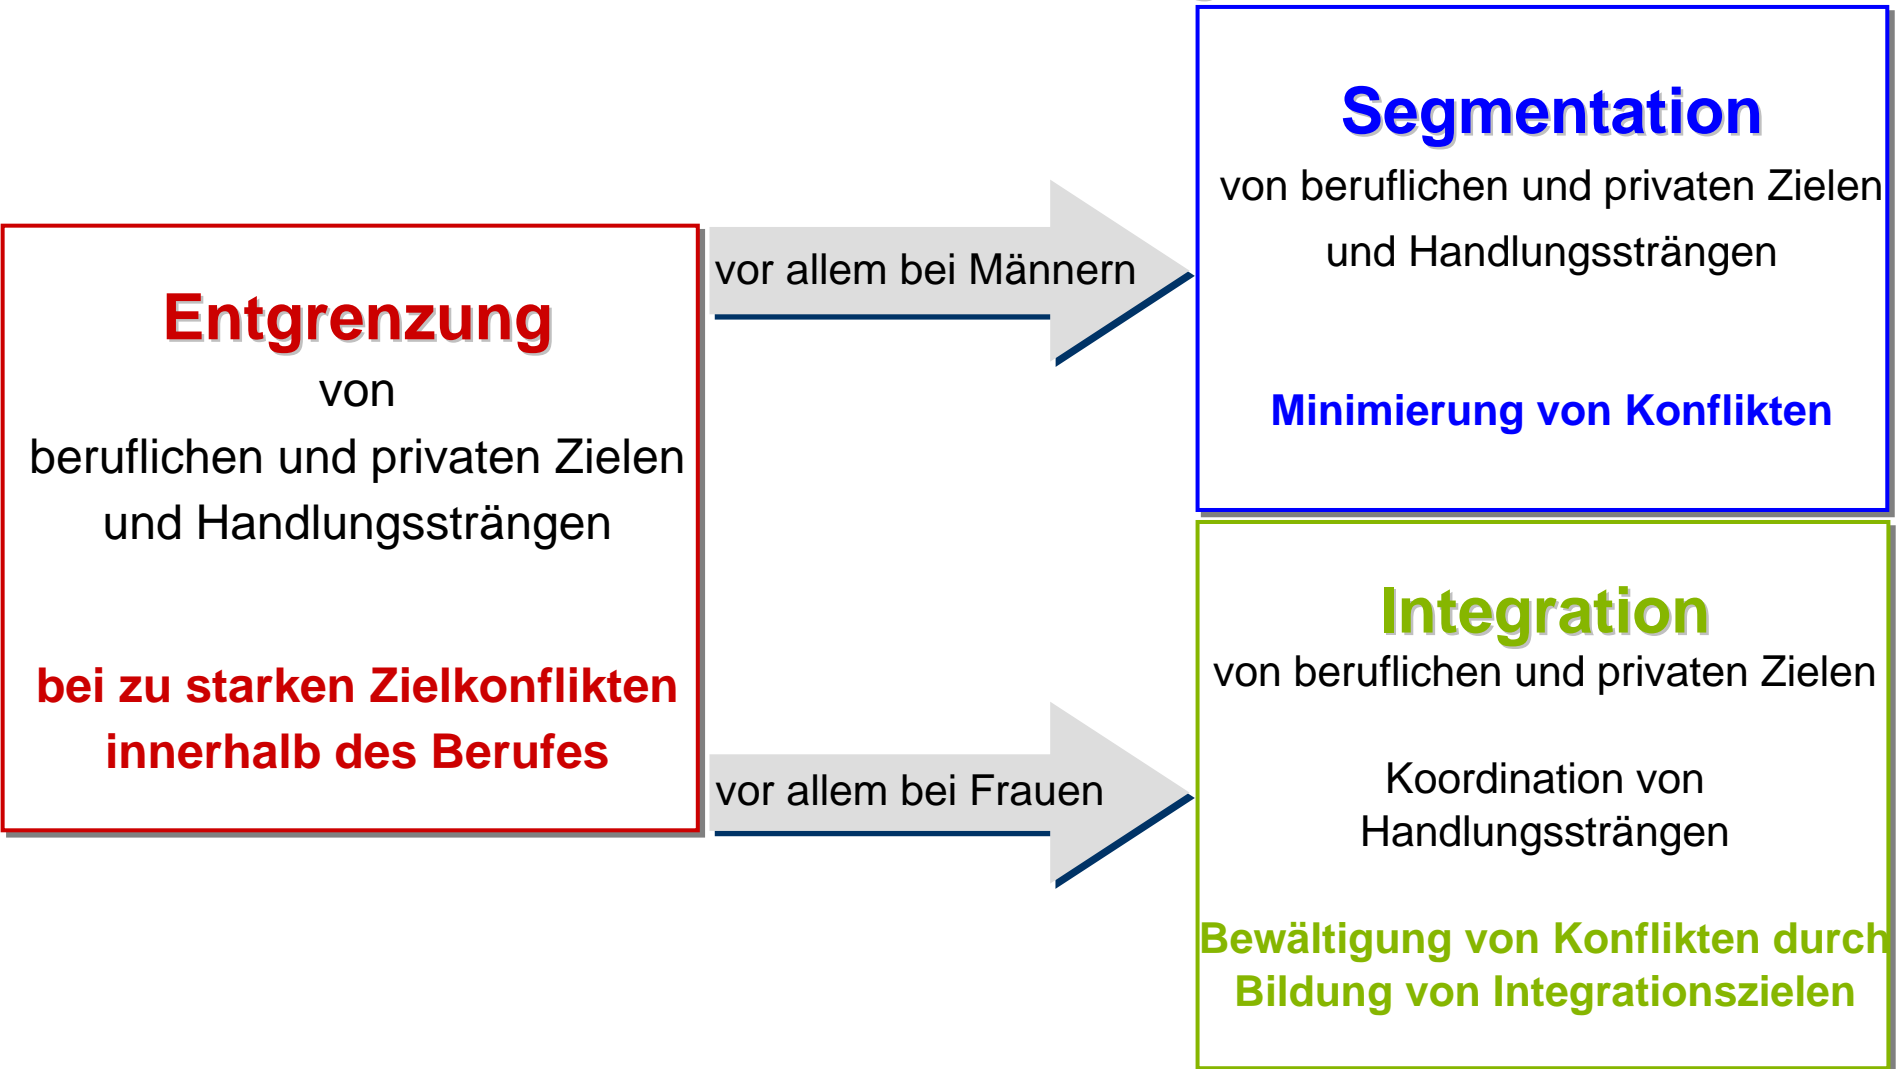 Entgrenzung
von
beruflichen und privaten Zielen
und Handlungssträngen
bei zu starken Zielkonflikten
innerhalb des Berufes
vor allem bei Männern
Segmentation
von beruflichen und privaten Zielen
und Handlungssträngen
Minimierung von Konflikten
vor allem bei Frauen
Integration
von beruflichen und privaten Zielen
Koordination von
Handlungssträngen
Bewältigung von Konflikten durch
Bildung von Integrationszielen